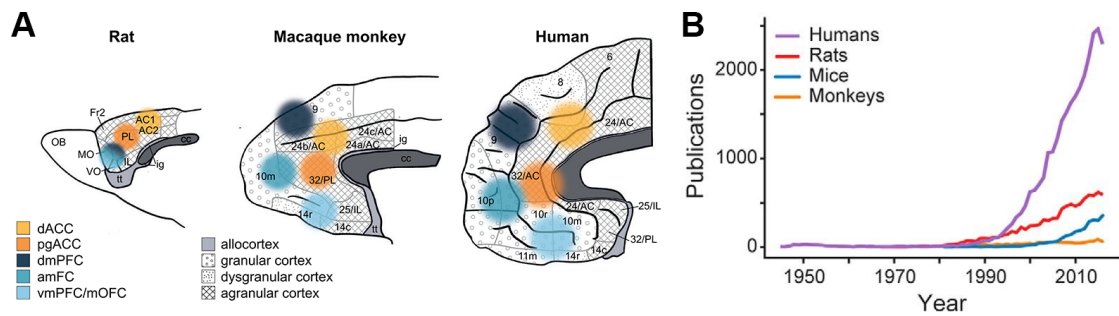 A
Rat
Macaque monkey
Human
Fr2
AC1
AC2
OB
PL
MO
IL
VO
tt
ig
cc
9
24c/AC
24b/AC
24a/AC
ig
cc
10m
32/PL
14r
25/IL
14c
tt
6
8
9
24/AC
32/AC
10p
24/AC
25/IL
10r
10m
32/PL
11m
14r
14c
dACC
pgACC
dmPFC
amFC
vmPFC/mOFC
allocortex
granular cortex
dysgranular cortex
agranular cortex
B
Humans
Rats
Mice
Monkeys
Publications
2000
1000
0
1950
1970
1990
2010
Year